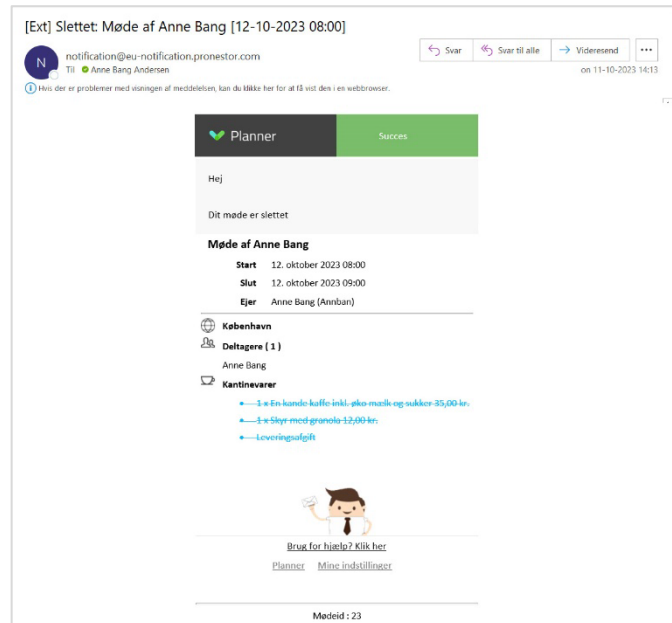 [Ext] Slettet: Møde af Anne Bang [12-10-2023 08:00]
N
notification@eu-notification.pronestor.com
Til Anne Bang Andersen
Svar
Svar til alle
Videresend
on 11-10-2023 14:13
Hvis der er problemer med visningen af meddelelsen, kan du klikke her for at få vist den i en webbrowser.
Planner
Succes
Hej
Dit møde er slettet
Møde af Anne Bang
Start 12. oktober 2023 08:00
Slut 12. oktober 2023 09:00
Ejer Anne Bang (Annban)
København
Deltagere ( 1 )
Anne Bang
Kantinevarer
• 1 x En kande kaffe inkl. øko mælk og sukker 35,00 kr.
• 1 x Skyr med granola 12,00 kr.
• Leveringsafgift
Brug for hjælp? Klik her
Planner Mine indstillinger
Mødeid : 23